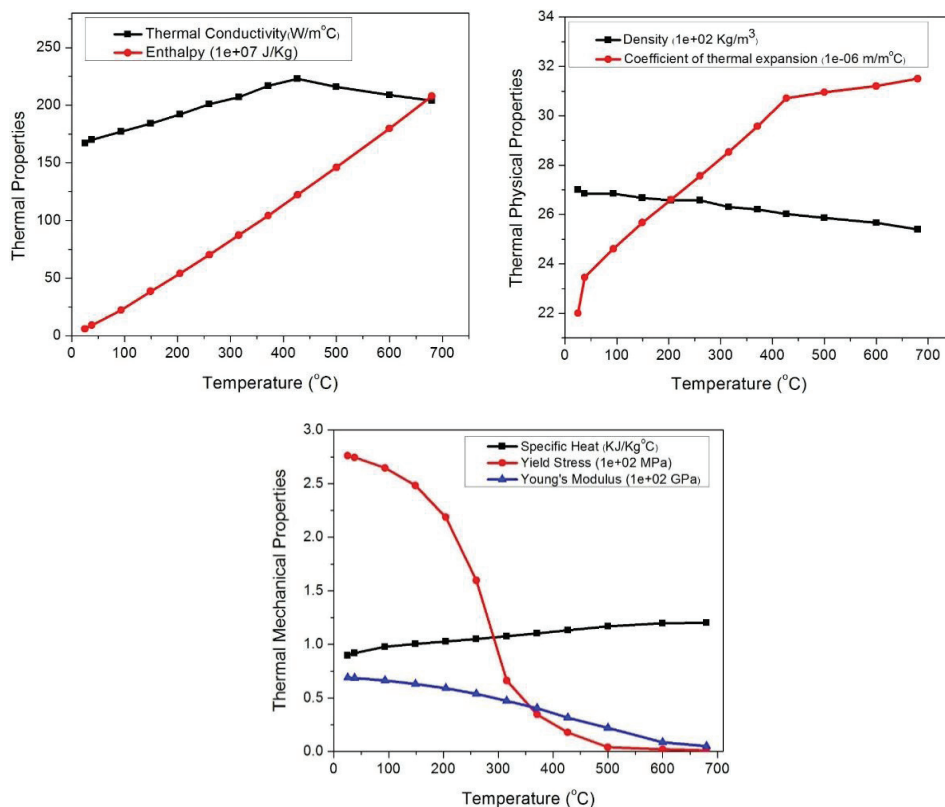 Thermal Conductivity(W/m°C)
Enthalpy (1e+07 J/Kg)
Thermal Properties
250
200
150
100
50
0
0 100 200 300 400 500 600 700
Temperature (°C)
Density (1e+02 Kg/m³)
Coefficient of thermal expansion (1e-06 m/m°C)
Thermal Physical Properties
34
32
30
28
26
24
22
0 100 200 300 400 500 600 700
Temperature (°C)
Specific Heat (KJ/Kg°C)
Yield Stress (1e+02 MPa)
Young's Modulus (1e+02 GPa)
Thermal Mechanical Properties
3.0
2.5
2.0
1.5
1.0
0.5
0.0
0 100 200 300 400 500 600 700
Temperature (°C)